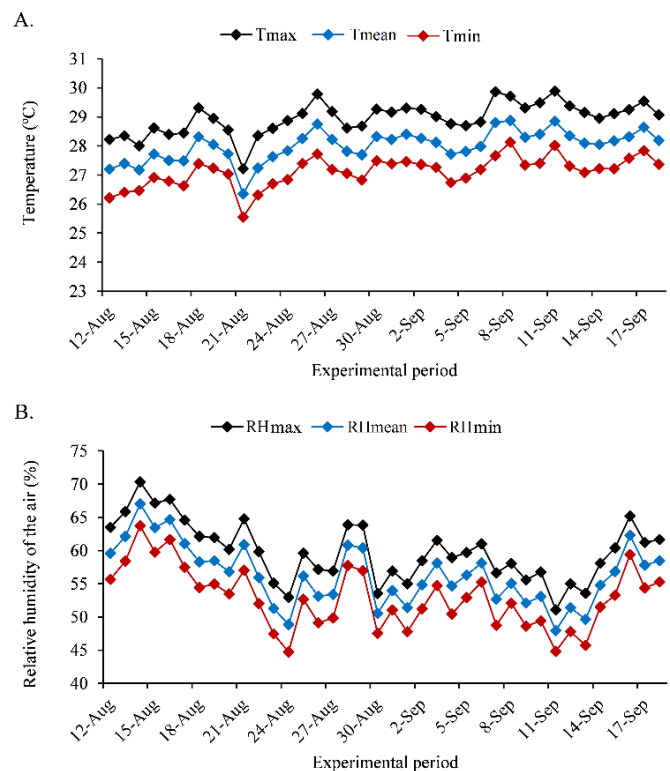 A.
Tmax Tmean Tmin
31
30
29
28
27
26
25
24
23
Temperature (ºC)
12-Aug 15-Aug 18-Aug 21-Aug 24-Aug 27-Aug 30-Aug 2-Sep 5-Sep 8-Sep 11-Sep 14-Sep 17-Sep
Experimental period
B.
RHmax RHmean RHmin
75
70
65
60
55
50
45
40
Relative humidity of the air (%)
12-Aug 15-Aug 18-Aug 21-Aug 24-Aug 27-Aug 30-Aug 2-Sep 5-Sep 8-Sep 11-Sep 14-Sep 17-Sep
Experimental period